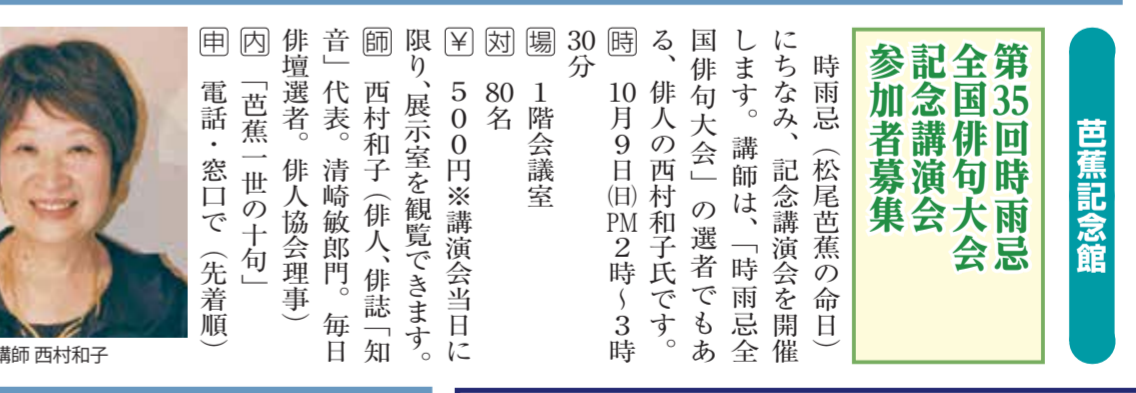 芭蕉記念館
第35回時雨忌
全国俳句大会
記念講演会
参加者募集
時雨忌（松尾芭蕉の命日）
にちなみ、記念講演会を開催
します。講師は、「時雨忌全
国俳句大会」の選者でもあ
る、俳人の西村和子氏です。
時 10月9日㈰PM2時～3時
30分
場 1階会議室
対 80名
¥ 500円※講演会当日に
限り、展示室を観覧できます。
師 西村和子（俳人、俳誌「知
音」代表。清崎敏郎門。毎日
俳壇選者。俳人協会理事）
内 「芭蕉一世の十句」
申 電話・窓口で（先着順）
講師 西村和子